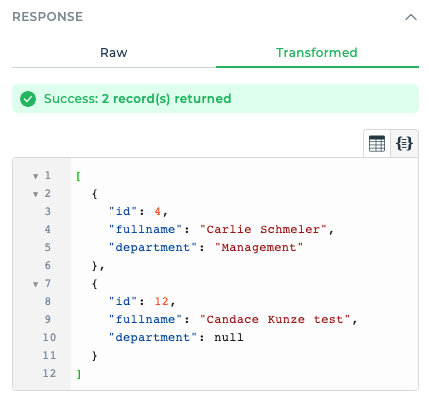 RESPONSE
Raw Transformed
Success: 2 record(s) returned
{≡}
1 [
2 {
3 "id": 4,
4 "fullname": "Carlie Schmeler",
5 "department": "Management"
6 },
7 {
8 "id": 12,
9 "fullname": "Candace Kunze test",
10 "department": null
11 }
12 ]